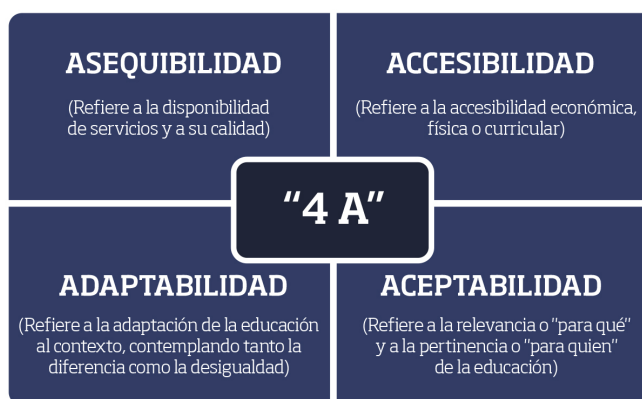 ASEQUIBILIDAD
(Refiere a la disponibilidad
de servicios y a su calidad)
ACCESIBILIDAD
(Refiere a la accesibilidad económica,
física o curricular)
“4 A”
ADAPTABILIDAD
(Refiere a la adaptación de la educación
al contexto, contemplando tanto la
diferencia como la desigualdad)
ACEPTABILIDAD
(Refiere a la relevancia o "para qué"
y a la pertinencia o "para quien"
de la educación)